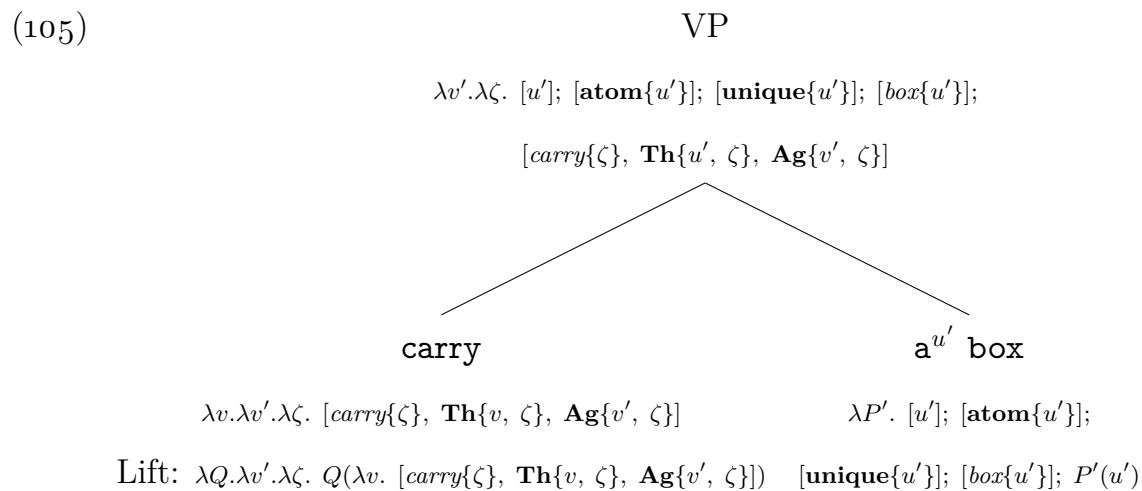 (105) VP
λv′.λζ. [u′]; [atom{u′}]; [unique{u′}]; [box{u′}];
[carry{ζ}, Th{u′, ζ}, Ag{v′, ζ}]
carry a^{u′} box
λv.λv′.λζ. [carry{ζ}, Th{v, ζ}, Ag{v′, ζ}] λP′. [u′]; [atom{u′}];
Lift: λQ.λv′.λζ. Q(λv. [carry{ζ}, Th{v, ζ}, Ag{v′, ζ}]) [unique{u′}]; [box{u′}]; P′(u′)